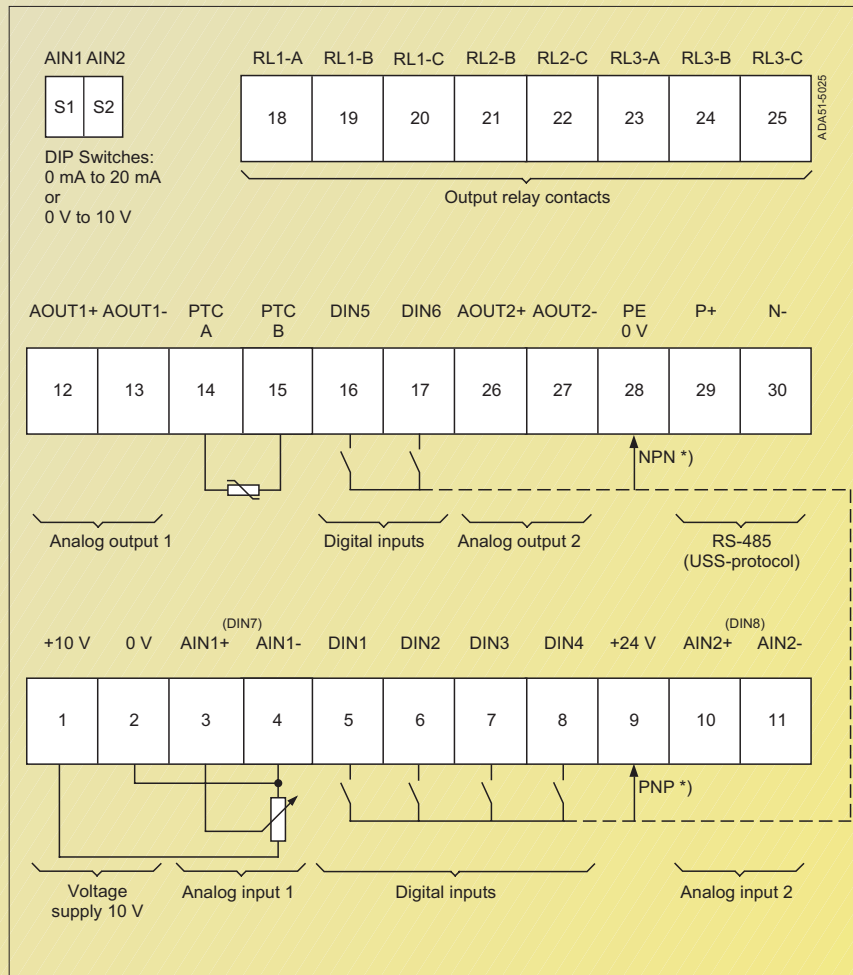 AIN1 AIN2
S1 S2
DIP Switches:
0 mA to 20 mA
or
0 V to 10 V
RL1-A RL1-B RL1-C RL2-B RL2-C RL3-A RL3-B RL3-C
18 19 20 21 22 23 24 25
ADA51-5025
Output relay contacts
AOUT1+ AOUT1- PTC A PTC B DIN5 DIN6 AOUT2+ AOUT2- PE 0 V P+ N-
12 13 14 15 16 17 26 27 28 29 30
NPN *)
Analog output 1
Digital inputs
Analog output 2
RS-485
(USS-protocol)
(DIN7) (DIN8)
+10 V 0 V AIN1+ AIN1- DIN1 DIN2 DIN3 DIN4 +24 V AIN2+ AIN2-
1 2 3 4 5 6 7 8 9 10 11
PNP *)
Voltage
supply 10 V
Analog input 1
Digital inputs
Analog input 2